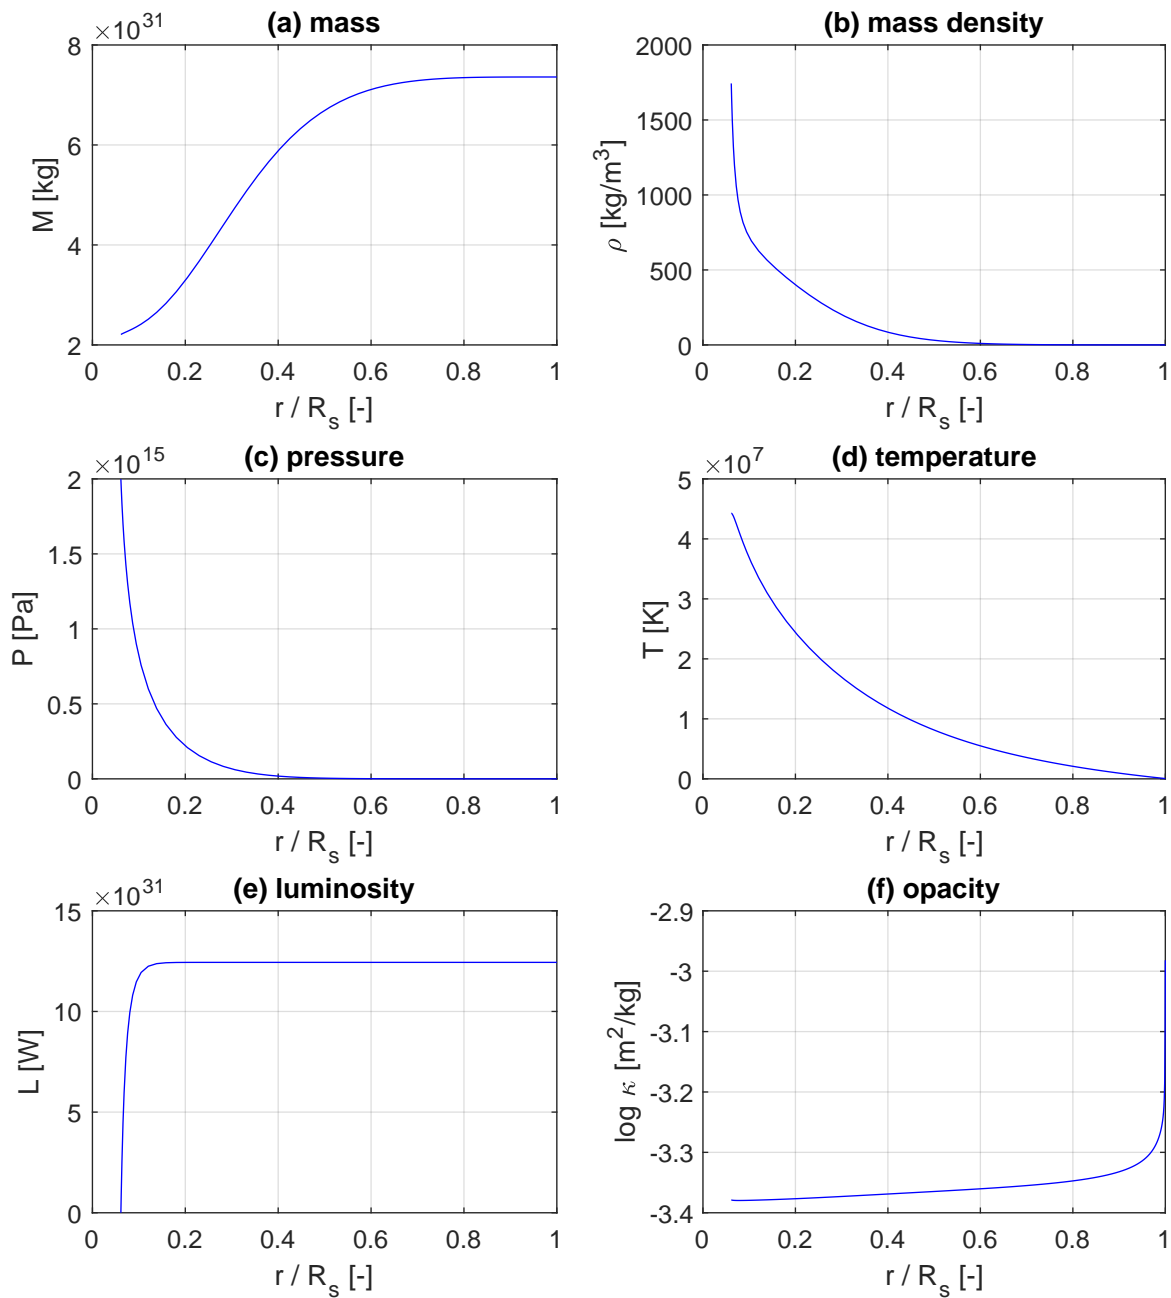 (a) mass
×10^31
8
6
4
2
M [kg]
0 0.2 0.4 0.6 0.8 1
r / R_s [-]
(b) mass density
2000
1500
1000
500
0
ρ [kg/m^3]
0 0.2 0.4 0.6 0.8 1
r / R_s [-]
(c) pressure
×10^15
2
1.5
1
0.5
0
P [Pa]
0 0.2 0.4 0.6 0.8 1
r / R_s [-]
(d) temperature
×10^7
5
4
3
2
1
0
T [K]
0 0.2 0.4 0.6 0.8 1
r / R_s [-]
(e) luminosity
×10^31
15
10
5
0
L [W]
0 0.2 0.4 0.6 0.8 1
r / R_s [-]
(f) opacity
-2.9
-3
-3.1
-3.2
-3.3
-3.4
log κ [m^2/kg]
0 0.2 0.4 0.6 0.8 1
r / R_s [-]